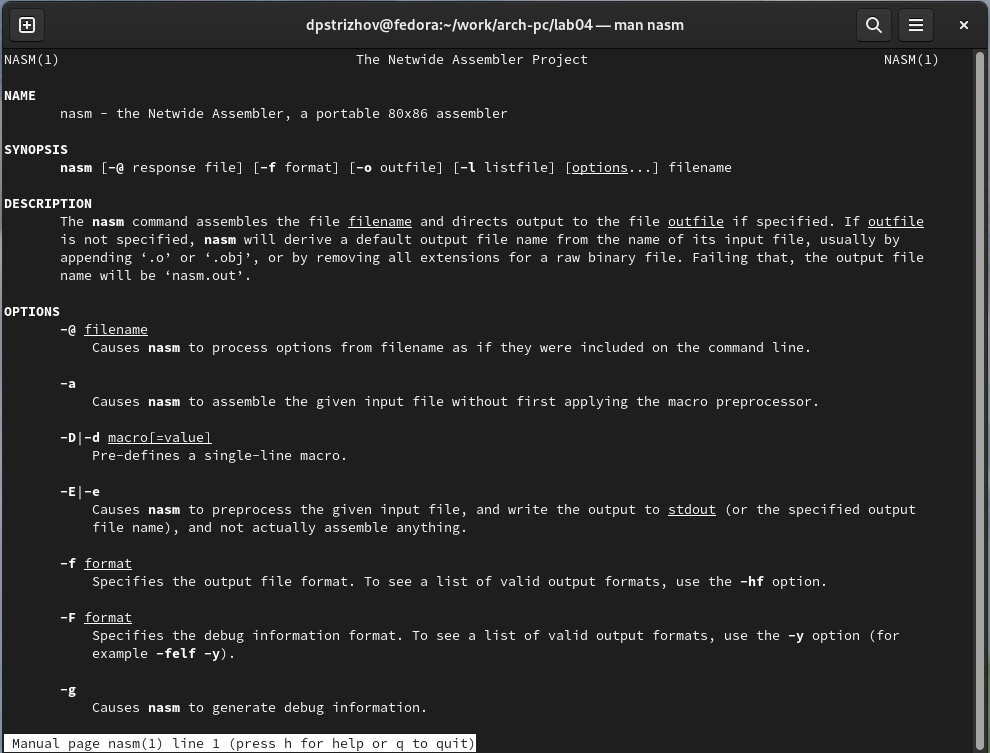 dpstrizhov@fedora:~/work/arch-pc/lab04 — man nasm
NASM(1) The Netwide Assembler Project NASM(1)
NAME
nasm - the Netwide Assembler, a portable 80x86 assembler
SYNOPSIS
nasm [-@ response file] [-f format] [-o outfile] [-l listfile] [options...] filename
DESCRIPTION
The nasm command assembles the file filename and directs output to the file outfile if specified. If outfile
is not specified, nasm will derive a default output file name from the name of its input file, usually by
appending ‘.o’ or ‘.obj’, or by removing all extensions for a raw binary file. Failing that, the output file
name will be ‘nasm.out’.
OPTIONS
-@ filename
Causes nasm to process options from filename as if they were included on the command line.
-a
Causes nasm to assemble the given input file without first applying the macro preprocessor.
-D|-d macro[=value]
Pre-defines a single-line macro.
-E|-e
Causes nasm to preprocess the given input file, and write the output to stdout (or the specified output
file name), and not actually assemble anything.
-f format
Specifies the output file format. To see a list of valid output formats, use the -hf option.
-F format
Specifies the debug information format. To see a list of valid output formats, use the -y option (for
example -felf -y).
-g
Causes nasm to generate debug information.
Manual page nasm(1) line 1 (press h for help or q to quit)